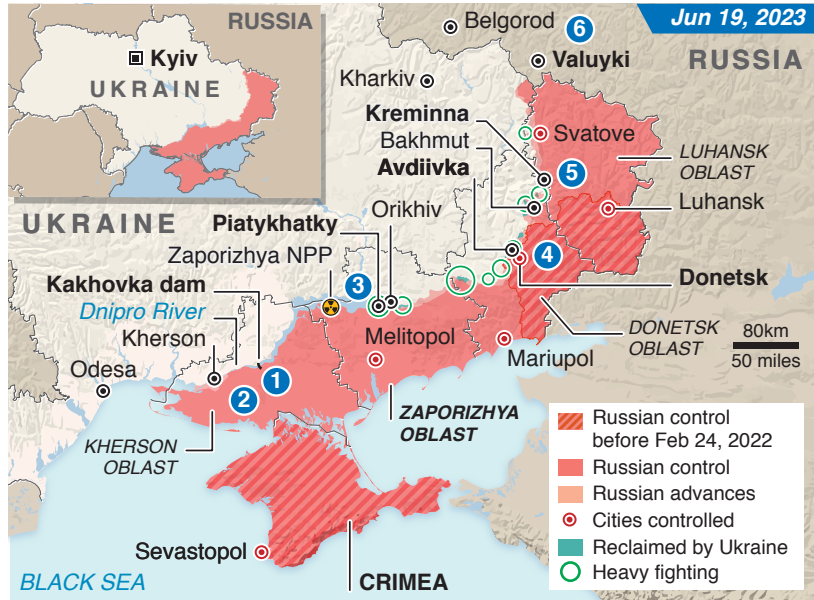 RUSSIA
Kyiv
UKRAINE
Belgorod
6
Jun 19, 2023
Valuyki
RUSSIA
Kharkiv
Kreminna
Bakhmut
Avdiivka
Svatove
LUHANSK
OBLAST
5
Luhansk
UKRAINE
Piatykhatky
Orikhiv
Zaporizhya NPP
3
4
Donetsk
Kakhovka dam
Dnipro River
Kherson
Odesa
Melitopol
Mariupol
DONETSK
OBLAST
80km
50 miles
1
2
KHERSON
OBLAST
ZAPORIZHYA
OBLAST
Russian control
before Feb 24, 2022
Russian control
Russian advances
Cities controlled
Reclaimed by Ukraine
Heavy fighting
Sevastopol
CRIMEA
BLACK SEA